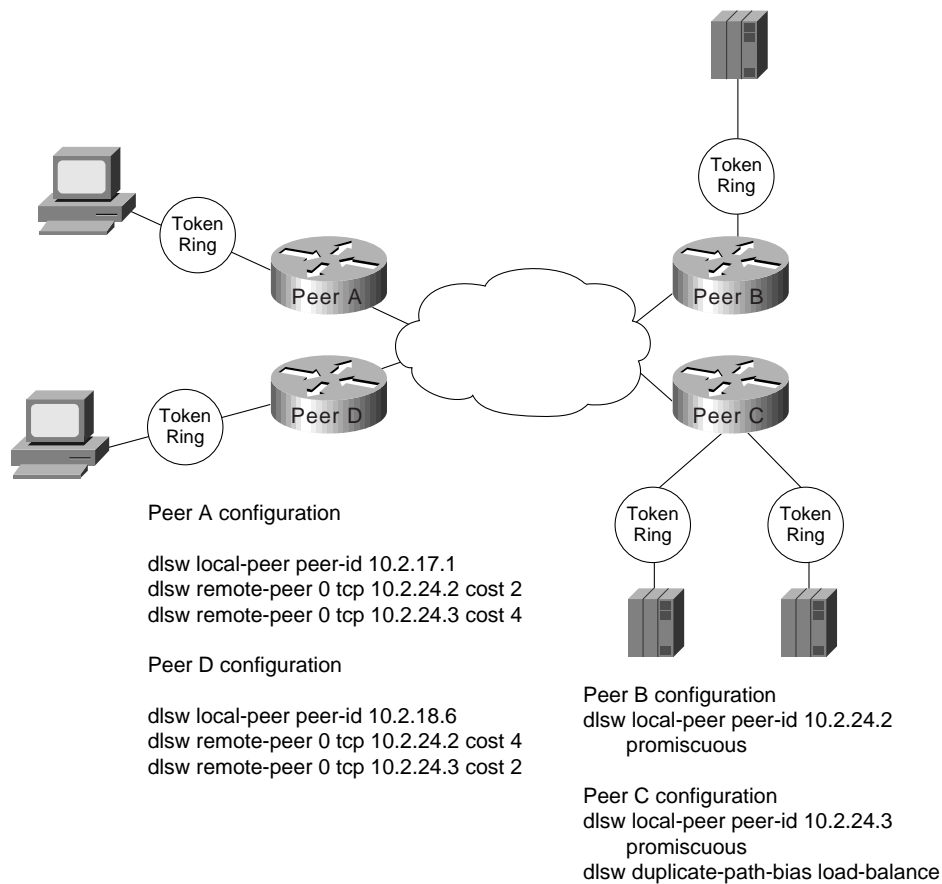 Token
Ring
Token
Ring
Peer A
Peer B
Peer D
Peer C
Token
Ring
Token
Ring
Token
Ring
Peer A configuration
dlsw local-peer peer-id 10.2.17.1
dlsw remote-peer 0 tcp 10.2.24.2 cost 2
dlsw remote-peer 0 tcp 10.2.24.3 cost 4
Peer D configuration
dlsw local-peer peer-id 10.2.18.6
dlsw remote-peer 0 tcp 10.2.24.2 cost 4
dlsw remote-peer 0 tcp 10.2.24.3 cost 2
Peer B configuration
dlsw local-peer peer-id 10.2.24.2
promiscuous
Peer C configuration
dlsw local-peer peer-id 10.2.24.3
promiscuous
dlsw duplicate-path-bias load-balance